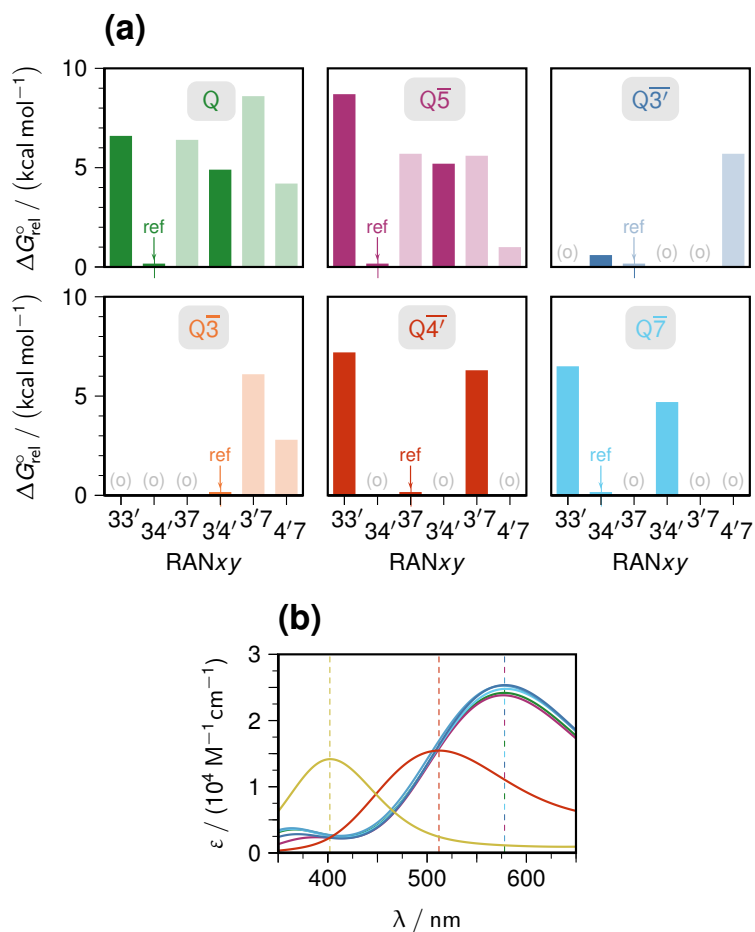 (a)
ΔG°rel / (kcal mol−1)
10
5
0
Q
ref
Q5̅
ref
Q3̅′̅
(o) ref (o) (o)
ΔG°rel / (kcal mol−1)
10
5
0
Q3̅
(o) (o) (o) ref
Q4̅′̅
(o) ref (o) (o)
Q7̅
ref (o) (o) (o)
33′ 34′ 37 3′4′ 3′7 4′7
33′ 34′ 37 3′4′ 3′7 4′7
33′ 34′ 37 3′4′ 3′7 4′7
RANxy RANxy RANxy
(b)
ε / (10⁴ M−1cm−1)
3
2
1
0
400 500 600
λ / nm